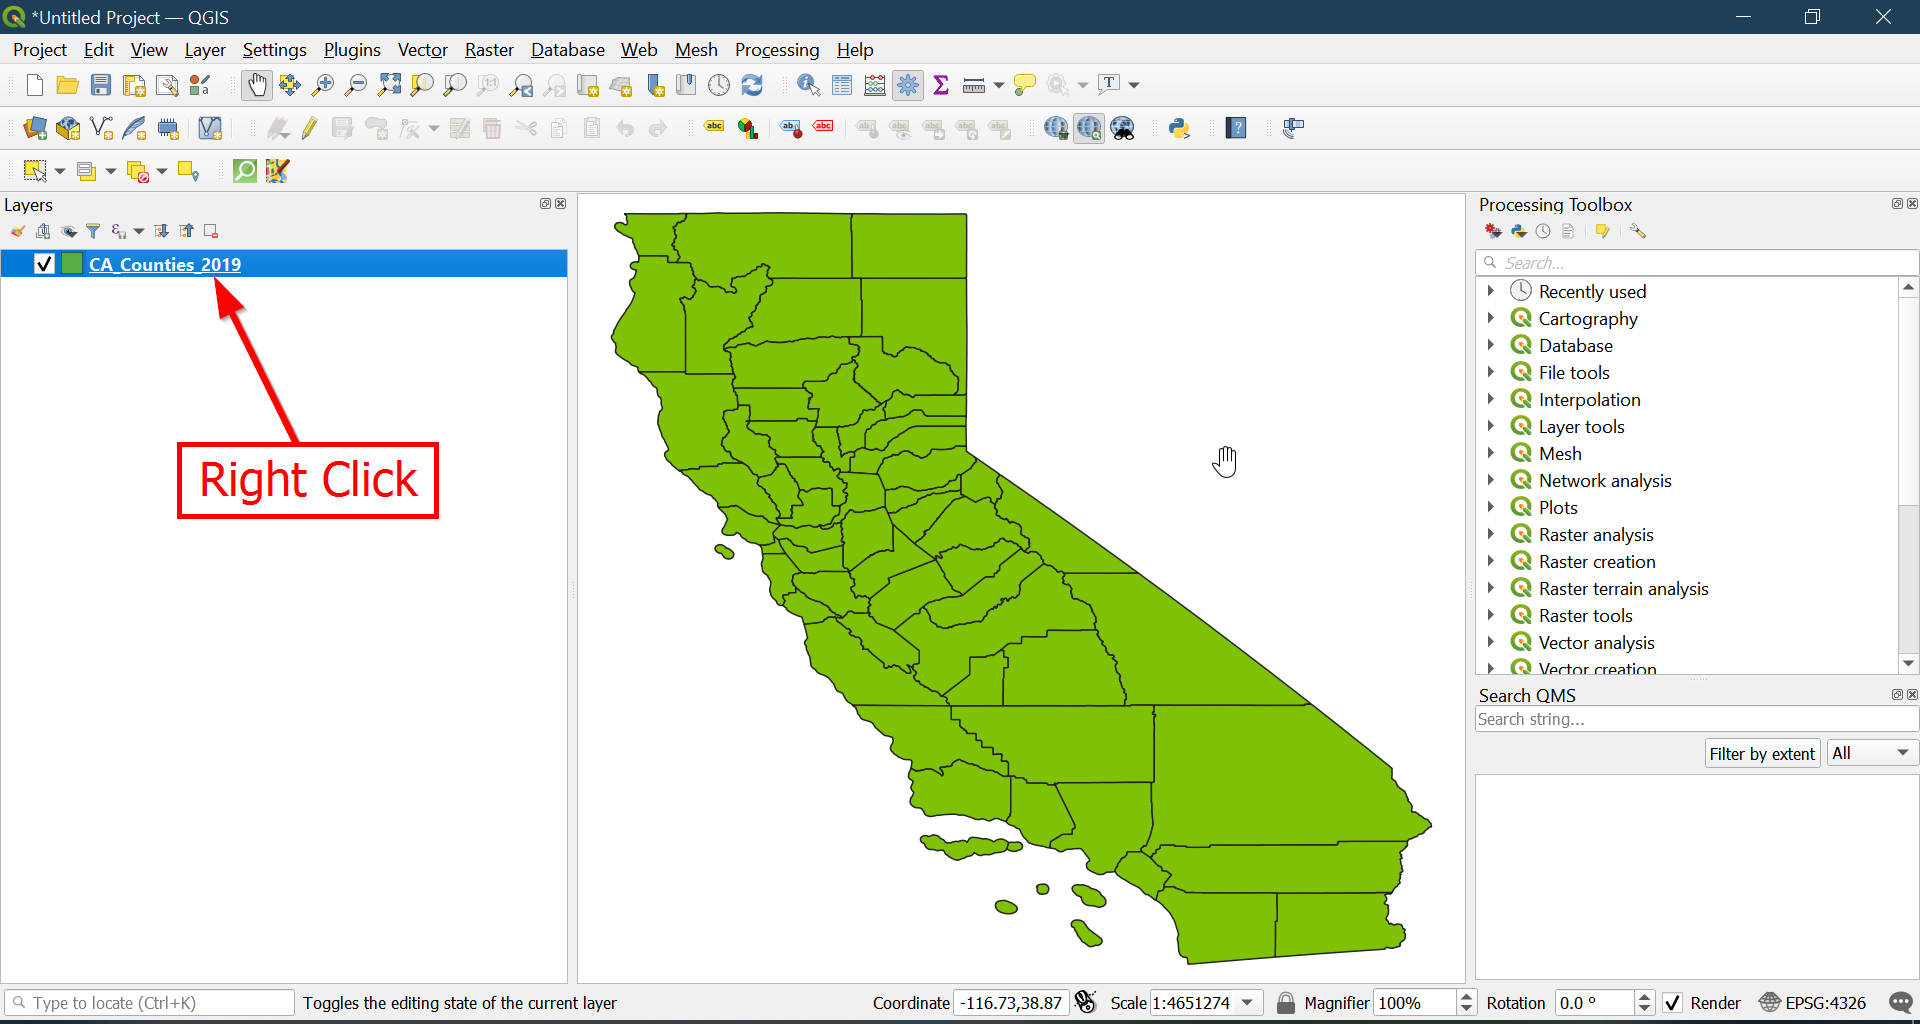 *Untitled Project — QGIS
Project Edit View Layer Settings Plugins Vector Raster Database Web Mesh Processing Help
Layers
CA_Counties_2019
Right Click
Processing Toolbox
Search...
Recently used
Cartography
Database
File tools
Interpolation
Layer tools
Mesh
Network analysis
Plots
Raster analysis
Raster creation
Raster terrain analysis
Raster tools
Vector analysis
Vector creation
Search QMS
Search string...
Filter by extent All
Type to locate (Ctrl+K) Toggles the editing state of the current layer Coordinate -116.73,38.87 Scale 1:4651274 Magnifier 100% Rotation 0.0 ° Render EPSG:4326